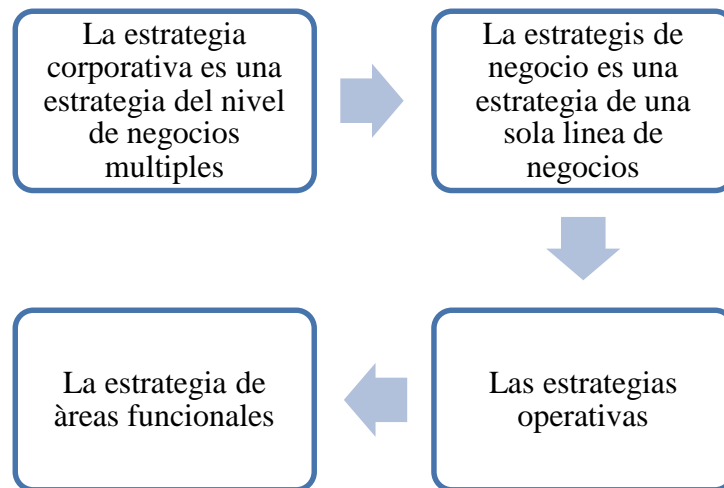 La estrategia
corporativa es una
estrategia del nivel
de negocios
multiples
La estrategis de
negocio es una
estrategia de una
sola linea de
negocios
Las estrategias
operativas
La estrategia de
àreas funcionales